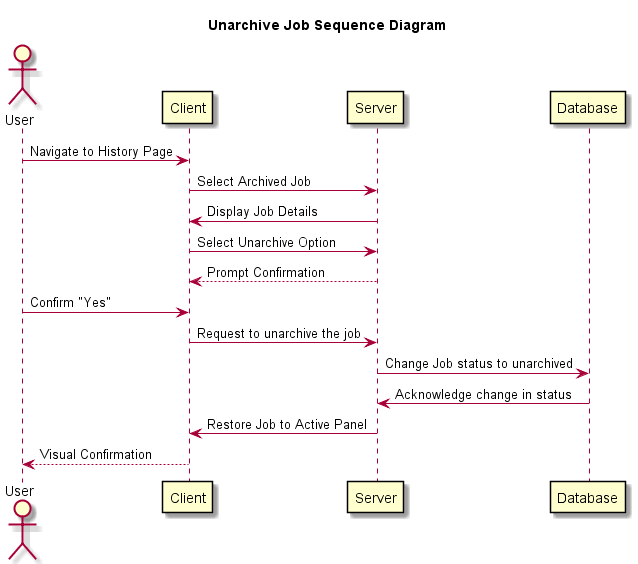 Unarchive Job Sequence Diagram
User
Client
Server
Database
Navigate to History Page
Select Archived Job
Display Job Details
Select Unarchive Option
Prompt Confirmation
Confirm "Yes"
Request to unarchive the job
Change Job status to unarchived
Acknowledge change in status
Restore Job to Active Panel
Visual Confirmation
User
Client
Server
Database